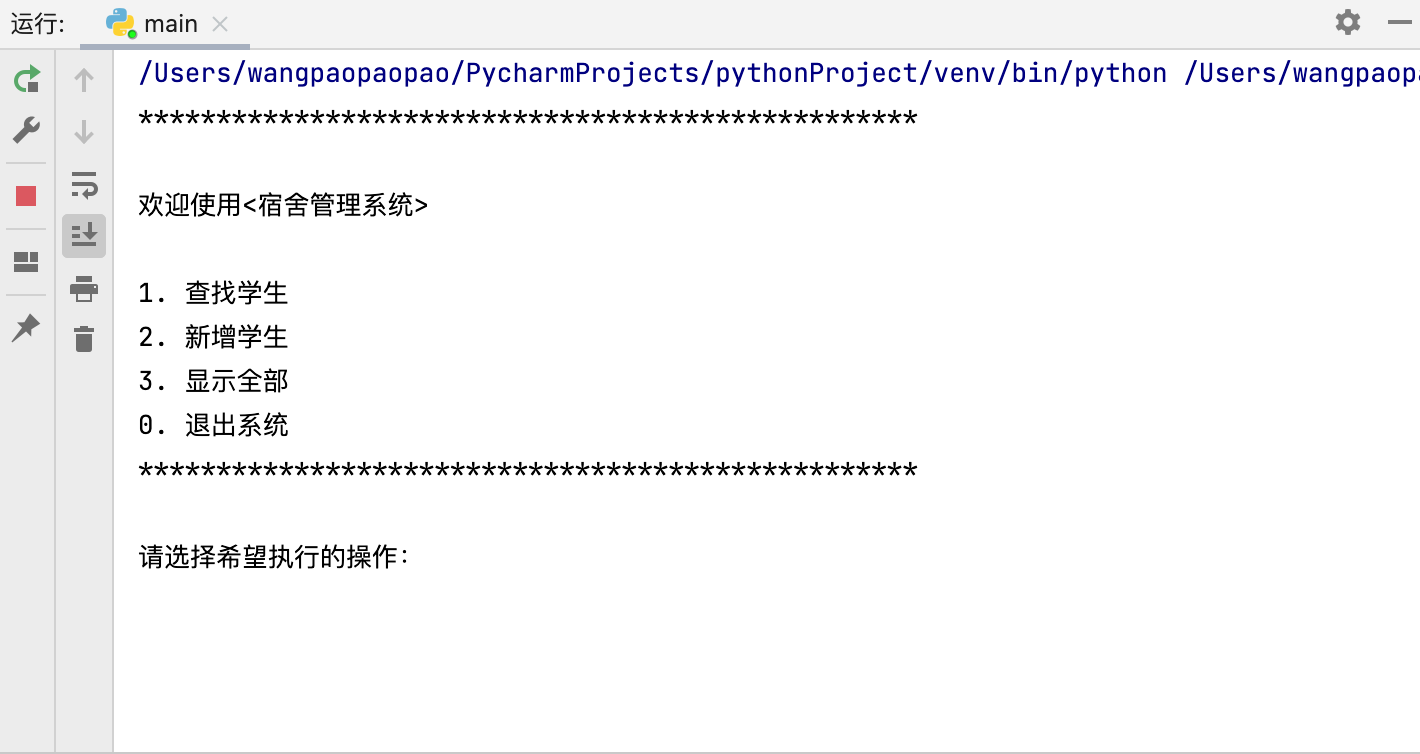 运行: main
/Users/wangpaopaopao/PycharmProjects/pythonProject/venv/bin/python /Users/wangpaop
**************************************************
欢迎使用<宿舍管理系统>
1. 查找学生
2. 新增学生
3. 显示全部
0. 退出系统
**************************************************
请选择希望执行的操作：